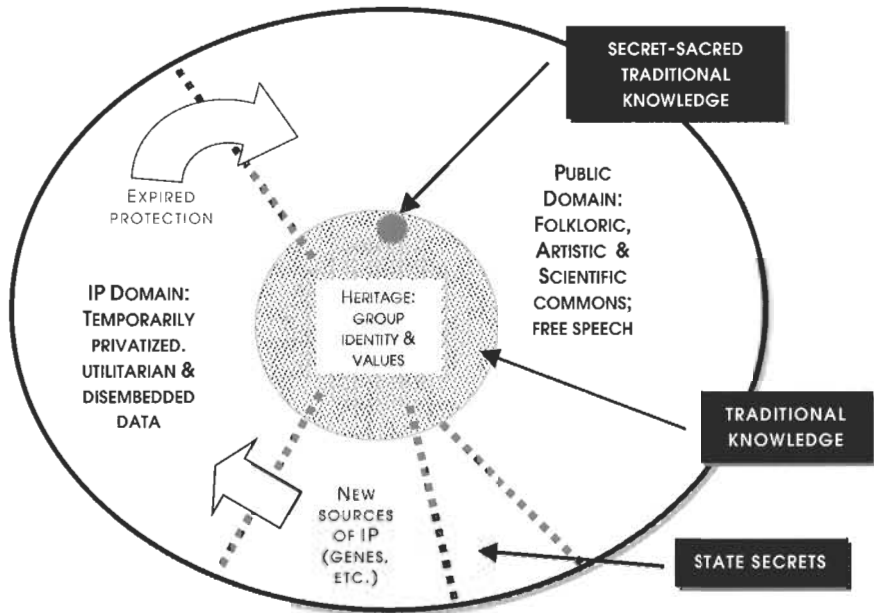 SECRET-SACRED
TRADITIONAL
KNOWLEDGE
EXPIRED
PROTECTION
PUBLIC
DOMAIN:
FOLKLORIC,
ARTISTIC &
SCIENTIFIC
COMMONS;
FREE SPEECH
IP DOMAIN:
TEMPORARILY
PRIVATIZED.
UTILITARIAN &
DISEMBEDDED
DATA
HERITAGE:
GROUP
IDENTITY &
VALUES
TRADITIONAL
KNOWLEDGE
NEW
SOURCES
OF IP
(GENES,
ETC.)
STATE SECRETS